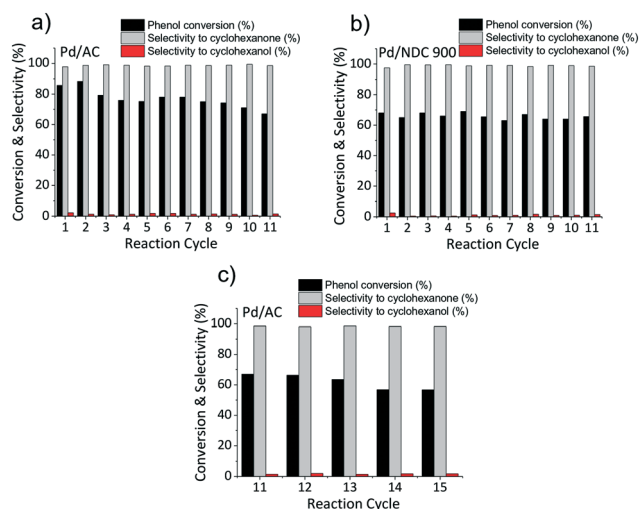 a)
Phenol conversion (%)
Selectivity to cyclohexanone (%)
Selectivity to cyclohexanol (%)
Pd/AC
Conversion & Selectivity (%)
100
80
60
40
20
0
1 2 3 4 5 6 7 8 9 10 11
Reaction Cycle
b)
Phenol conversion (%)
Selectivity to cyclohexanone (%)
Selectivity to cyclohexanol (%)
Pd/NDC 900
Conversion & Selectivity (%)
100
80
60
40
20
0
1 2 3 4 5 6 7 8 9 10 11
Reaction Cycle
c)
Phenol conversion (%)
Selectivity to cyclohexanone (%)
Selectivity to cyclohexanol (%)
Pd/AC
Conversion & Selectivity (%)
100
80
60
40
20
0
11 12 13 14 15
Reaction Cycle